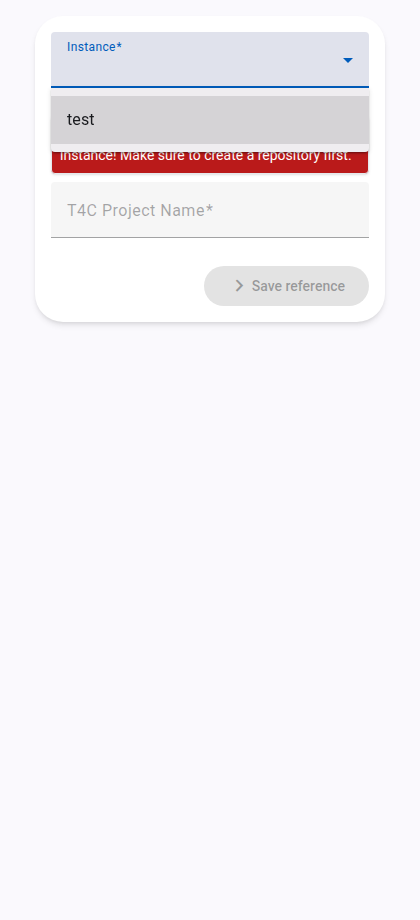 Instance*
test
instance! Make sure to create a repository first.
T4C Project Name*
Save reference